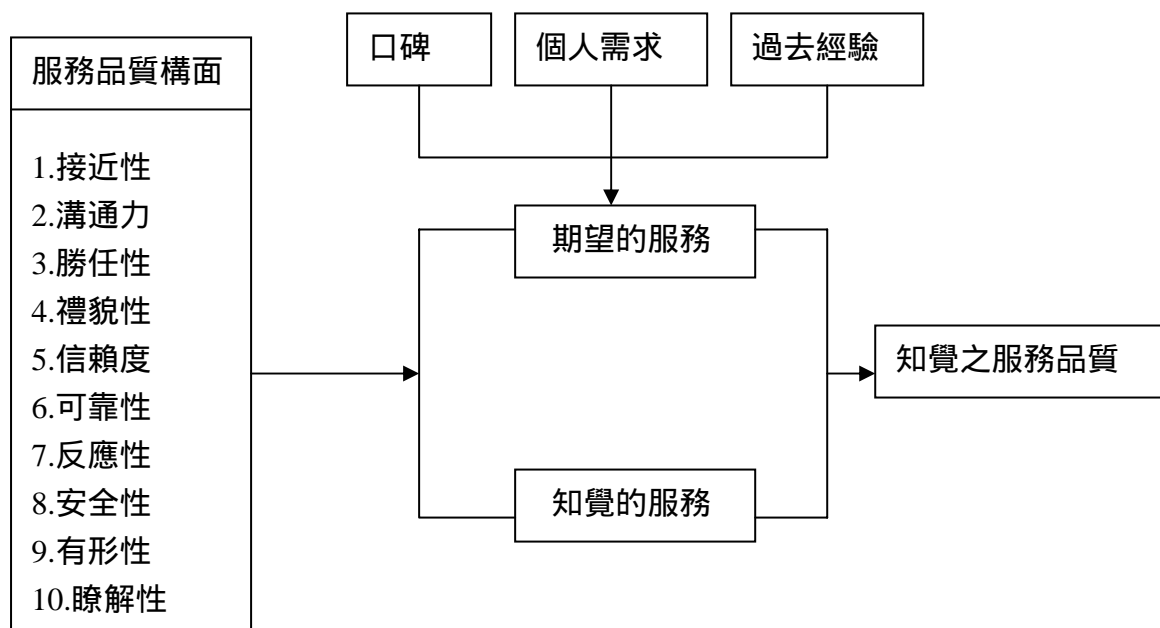 口碑
個人需求
過去經驗
服務品質構面
1.接近性
2.溝通力
3.勝任性
4.禮貌性
5.信賴度
6.可靠性
7.反應性
8.安全性
9.有形性
10.瞭解性
期望的服務
知覺的服務
知覺之服務品質